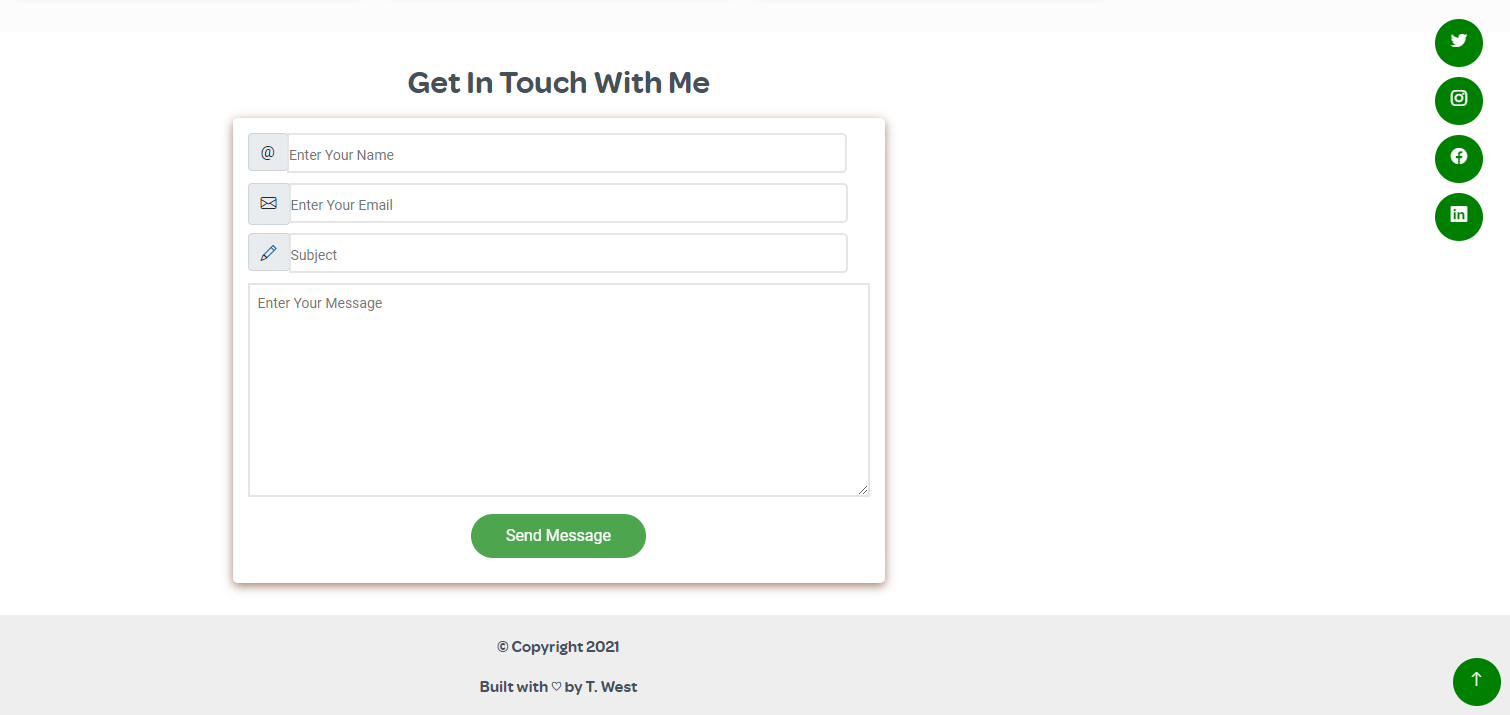 Get In Touch With Me
@ Enter Your Name
Enter Your Email
Subject
Enter Your Message
Send Message
© Copyright 2021
Built with ♡ by T. West